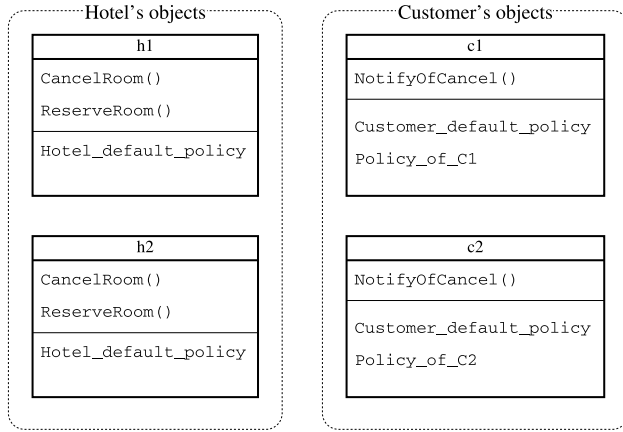 Hotel's objects
h1
CancelRoom()
ReserveRoom()
Hotel_default_policy
h2
CancelRoom()
ReserveRoom()
Hotel_default_policy
Customer's objects
c1
NotifyOfCancel()
Customer_default_policy
Policy_of_C1
c2
NotifyOfCancel()
Customer_default_policy
Policy_of_C2